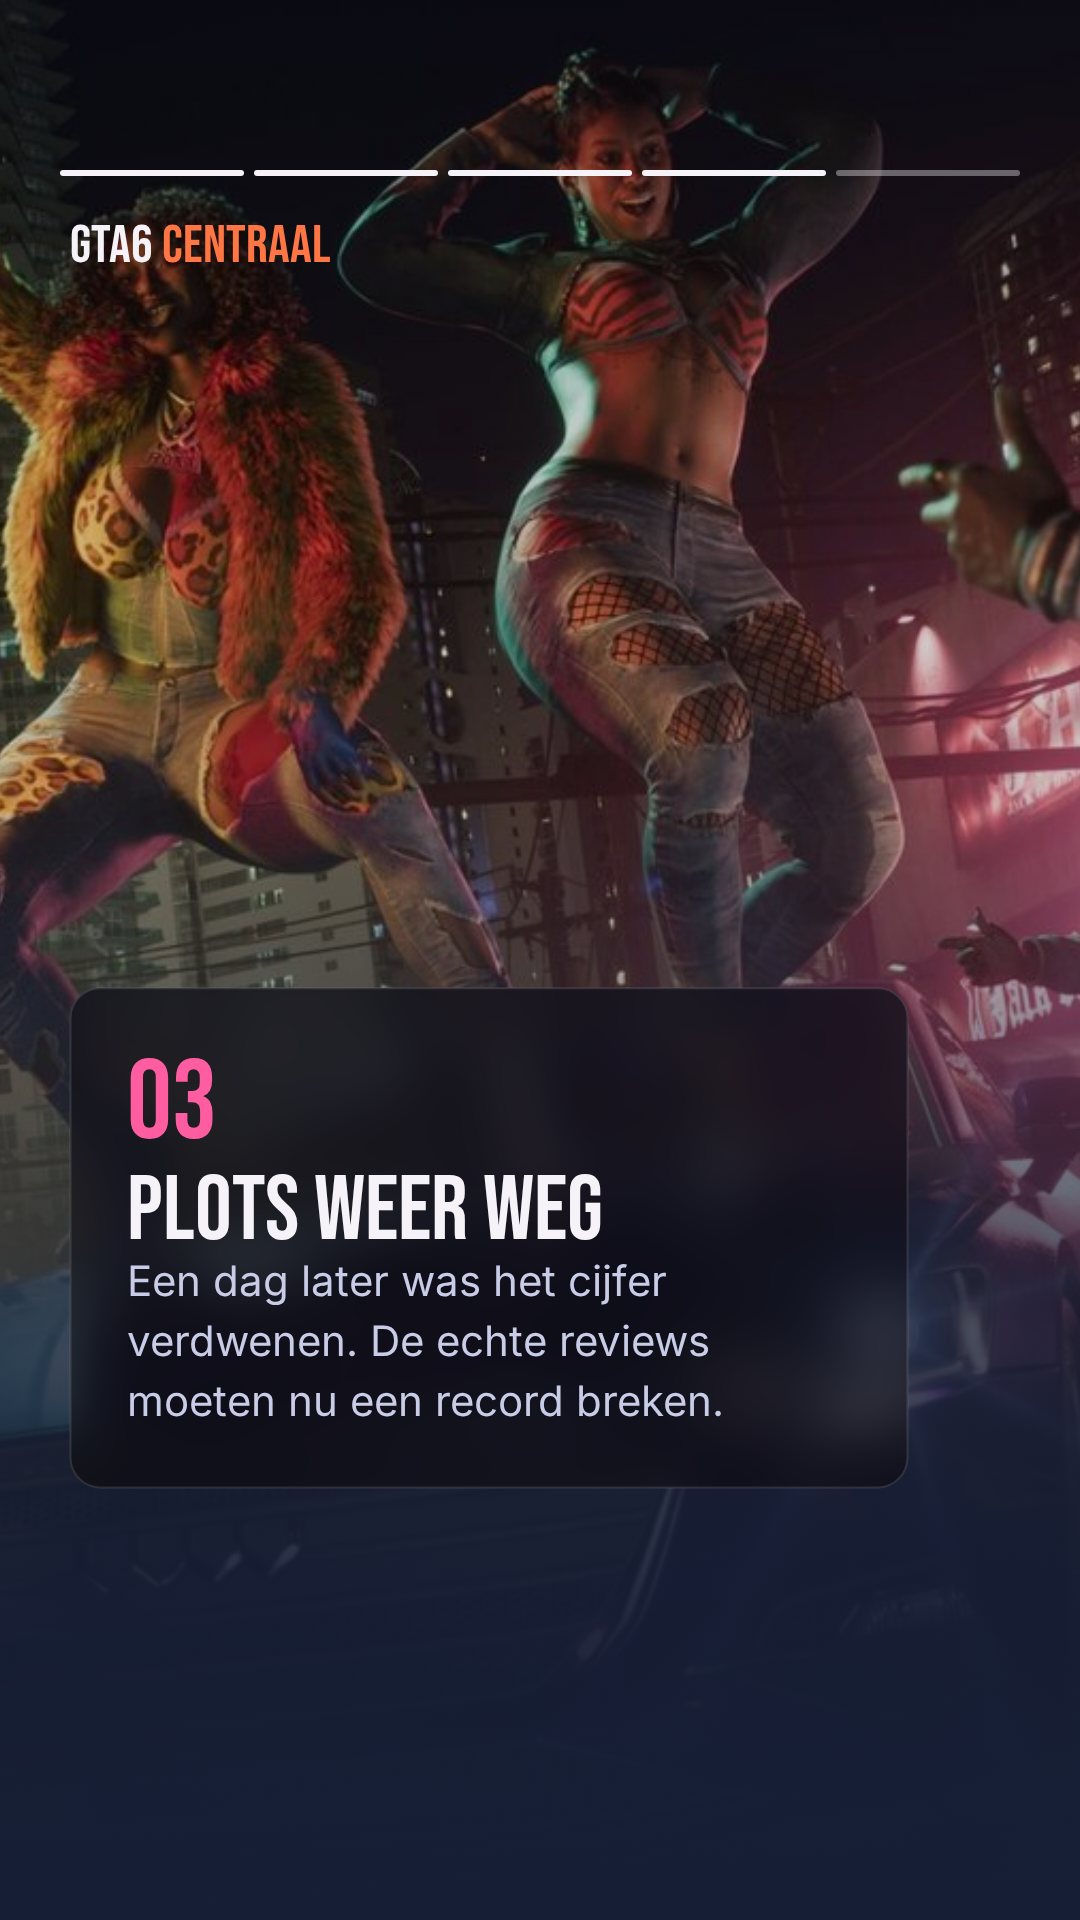 GTA6 CENTRAAL
03
PLOTS WEER WEG
Een dag later was het cijfer
verdwenen. De echte reviews
moeten nu een record breken.